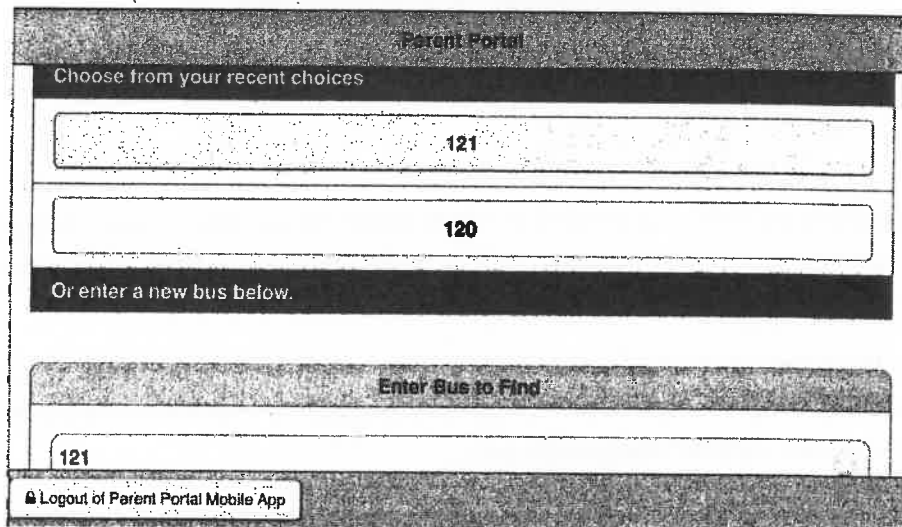 Parent Portal
Choose from your recent choices
121
120
Or enter a new bus below.
Enter Bus to Find
121
Logout of Parent Portal Mobile App